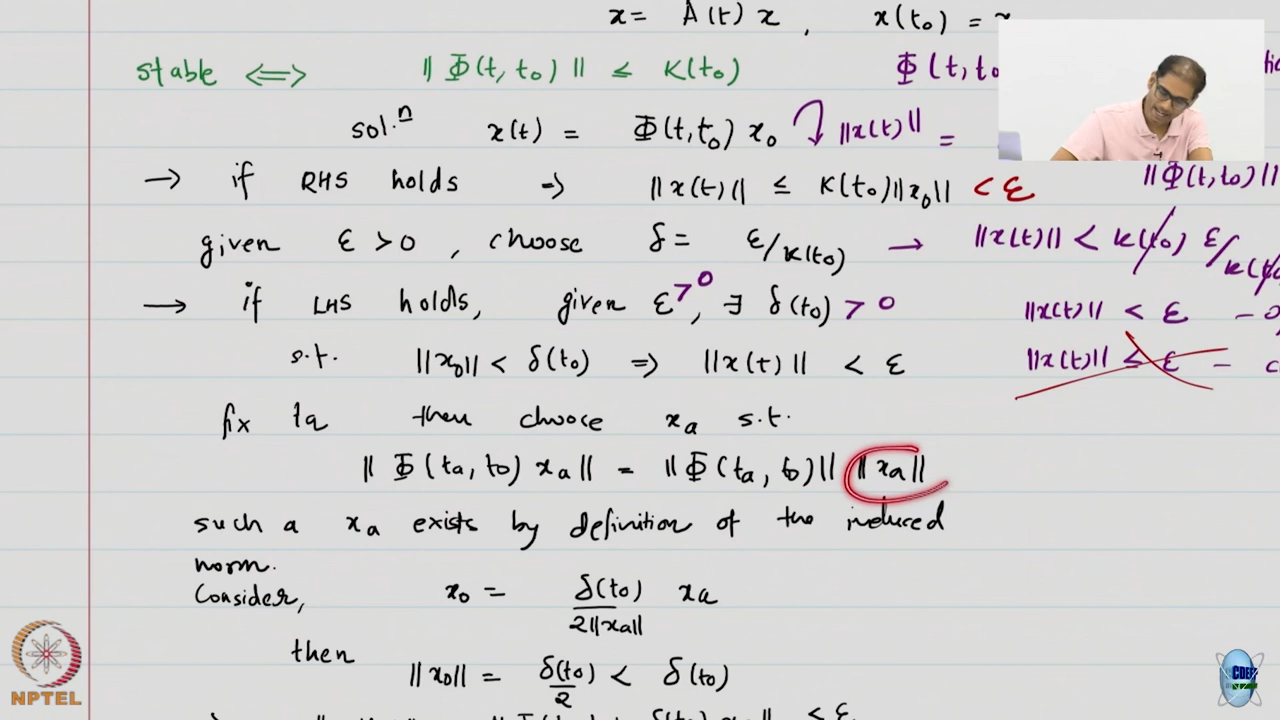 x = A(t) x , x(t₀) =
stable ⟺ ‖Φ(t, t₀)‖ ≤ K(t₀) Φ(t, t₀
sol.ⁿ x(t) = Φ(t, t₀) x₀ ‖x(t)‖ =
→ if RHS holds ⇒ ‖x(t)‖ ≤ K(t₀)‖x₀‖ < ε ‖Φ(t, t₀)‖
given ε > 0 , choose δ = ε/K(t₀) → ‖x(t)‖ < K(t₀) ε/K(t₀)
→ if LHS holds, given ε > 0, ∃ δ(t₀) > 0 ‖x(t)‖ < ε –
s.t. ‖x₀‖ < δ(t₀) ⇒ ‖x(t)‖ < ε ‖x(t)‖ ≤ ε –
fix ta then choose xa s.t.
‖Φ(ta, t₀) xa‖ = ‖Φ(ta, t₀)‖ ‖xa‖
such a xa exists by definition of the induced
norm.
Consider, x₀ = δ(t₀)/2‖xa‖ xa
then ‖x₀‖ = δ(t₀)/2 < δ(t₀)
≤ ε
NPTEL
CDEEP